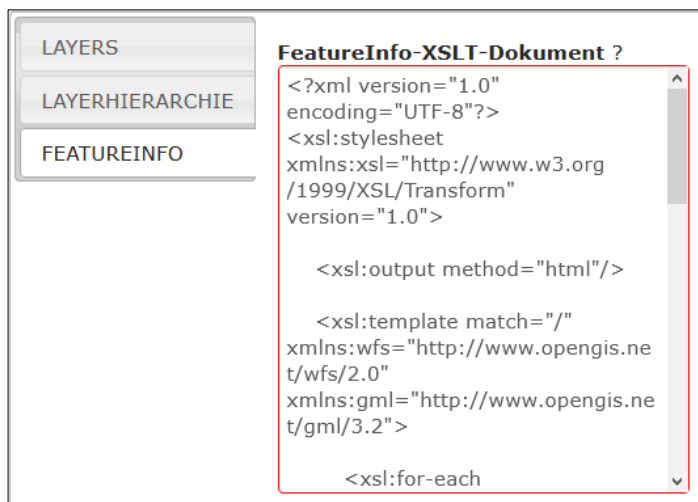 LAYERS
LAYERHIERARCHIE
FEATUREINFO
FeatureInfo-XSLT-Dokument ?
<?xml version="1.0"
encoding="UTF-8"?>
<xsl:stylesheet
xmlns:xsl="http://www.w3.org
/1999/XSL/Transform"
version="1.0">
<xsl:output method="html"/>
<xsl:template match="/"
xmlns:wfs="http://www.opengis.ne
t/wfs/2.0"
xmlns:gml="http://www.opengis.ne
t/gml/3.2">
<xsl:for-each